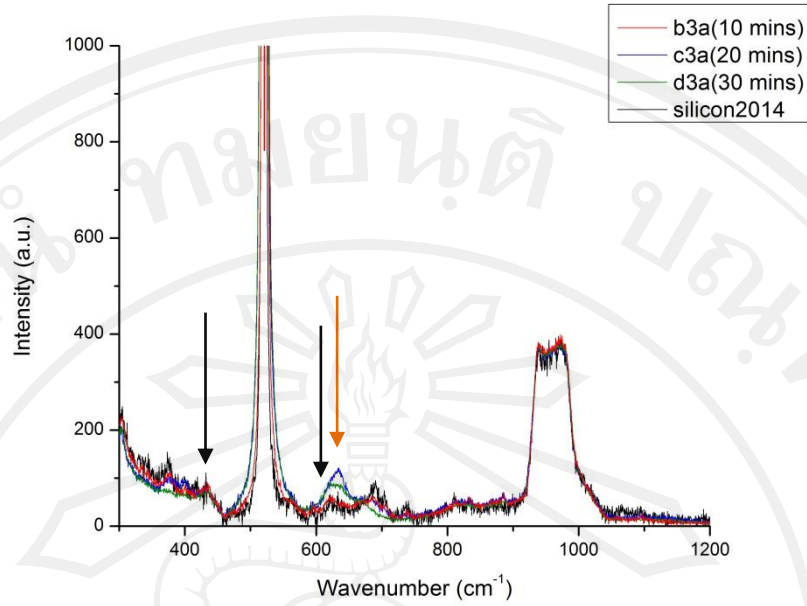 b3a(10 mins)
c3a(20 mins)
d3a(30 mins)
silicon2014
1000
800
600
400
200
0
Intensity (a.u.)
400
600
800
1000
1200
Wavenumber (cm⁻¹)